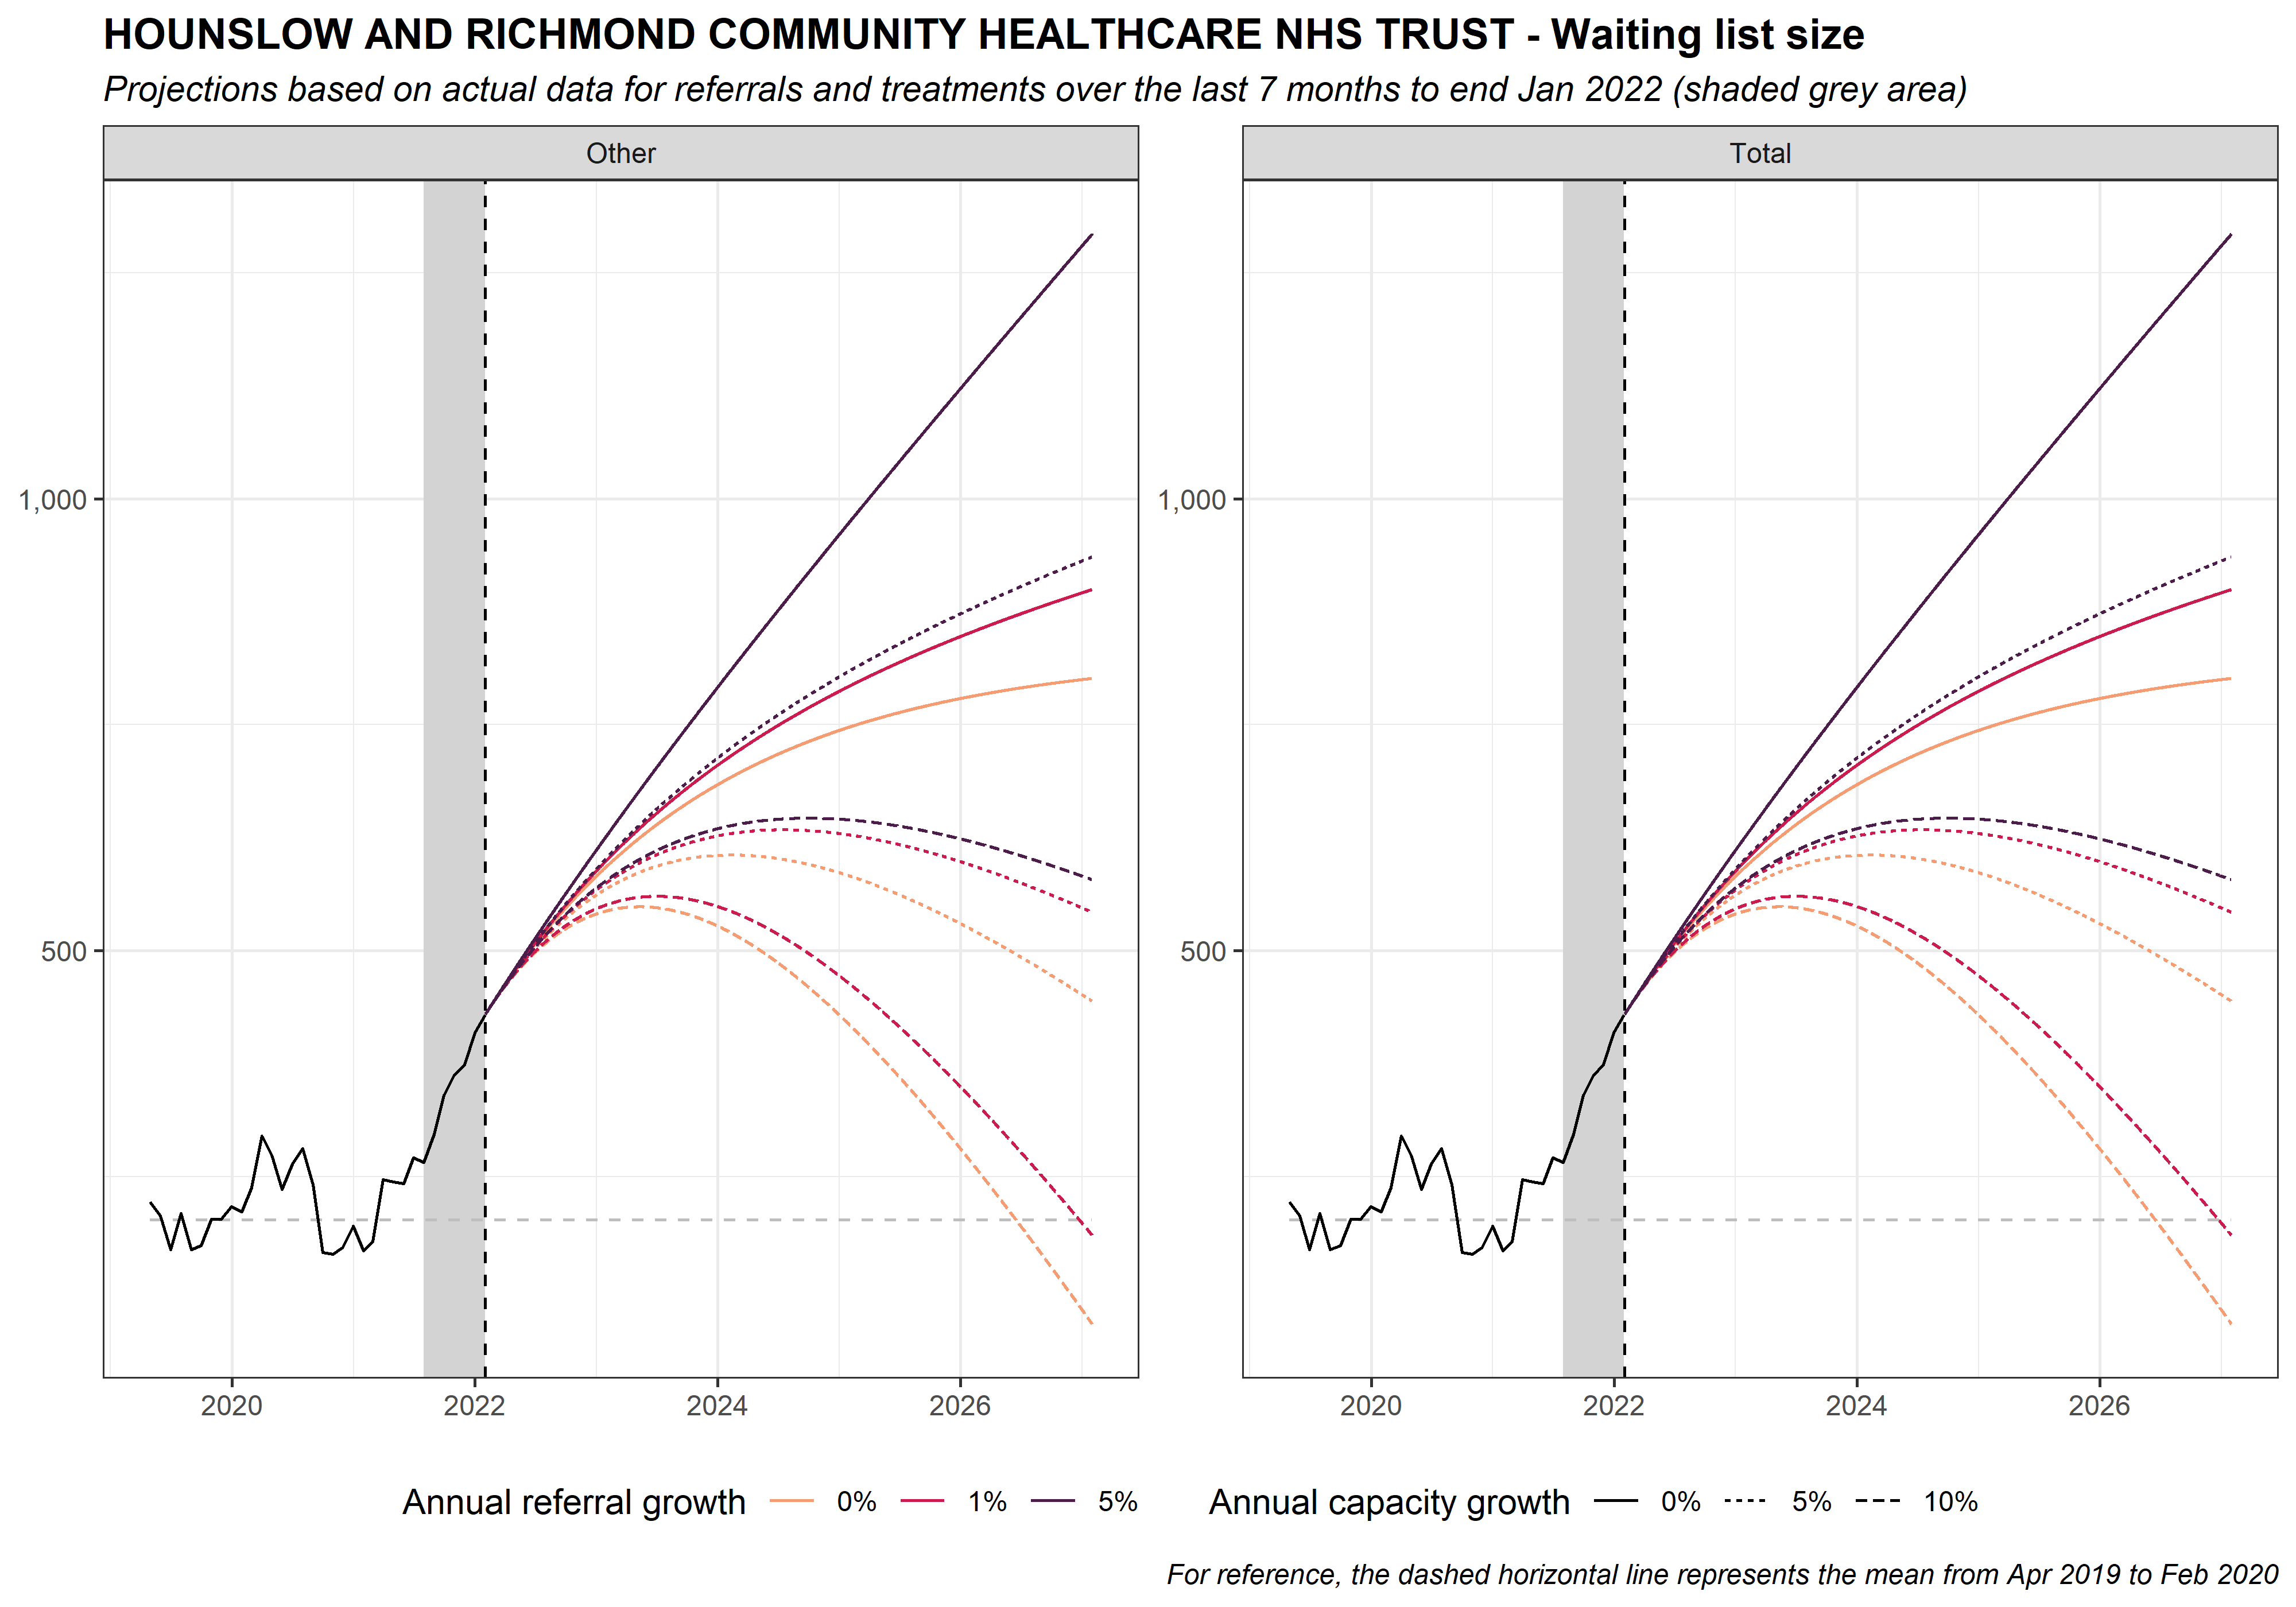 HOUNSLOW AND RICHMOND COMMUNITY HEALTHCARE NHS TRUST - Waiting list size
Projections based on actual data for referrals and treatments over the last 7 months to end Jan 2022 (shaded grey area)
Other
Total
1,000
500
1,000
500
2020 2022 2024 2026
2020 2022 2024 2026
Annual referral growth 0% 1% 5%
Annual capacity growth 0% 5% 10%
For reference, the dashed horizontal line represents the mean from Apr 2019 to Feb 2020